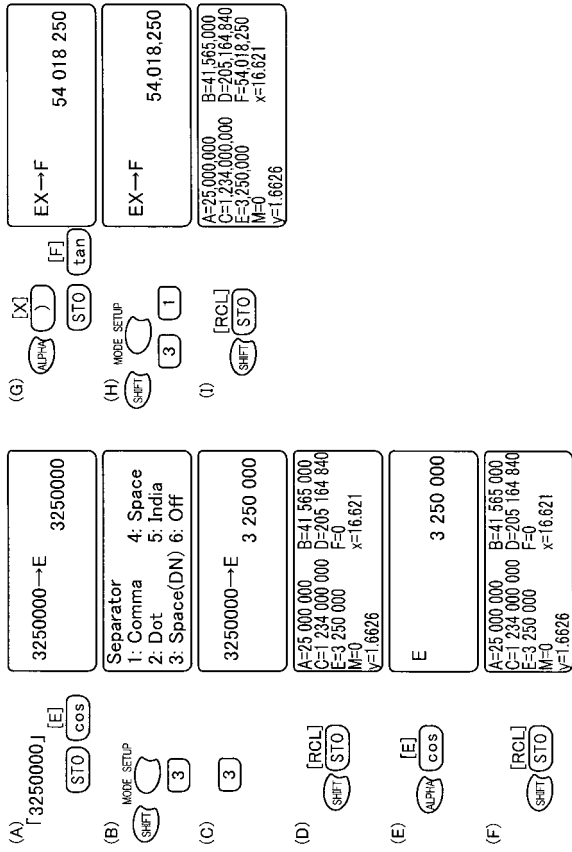 (A)
「3250000」
[E]
STO cos
3250000→E
3250000
(B)
MODE SETUP
SHIFT
3
Separator
1: Comma 4: Space
2: Dot 5: India
3: Space(DN) 6: Off
(C)
3
3250000→E
3 250 000
(D)
[RCL]
SHIFT STO
A=25 000 000 B=41 565 000
C=1 234 000 000 D=205 164 840
E=3 250 000 F=0
M=0 x=16.621
y=1.6626
(E)
[E]
ALPHA cos
E
3 250 000
(F)
[RCL]
SHIFT STO
A=25 000 000 B=41 565 000
C=1 234 000 000 D=205 164 840
E=3 250 000 F=0
M=0 x=16.621
y=1.6626
(G)
[X]
ALPHA )
[F]
STO tan
EX→F
54 018 250
(H)
MODE SETUP
SHIFT
3 1
EX→F
54,018,250
(I)
[RCL]
SHIFT STO
A=25,000,000 B=41,565,000
C=1,234,000,000 D=205,164,840
E=3,250,000 F=54,018,250
M=0 x=16.621
y=1.6626